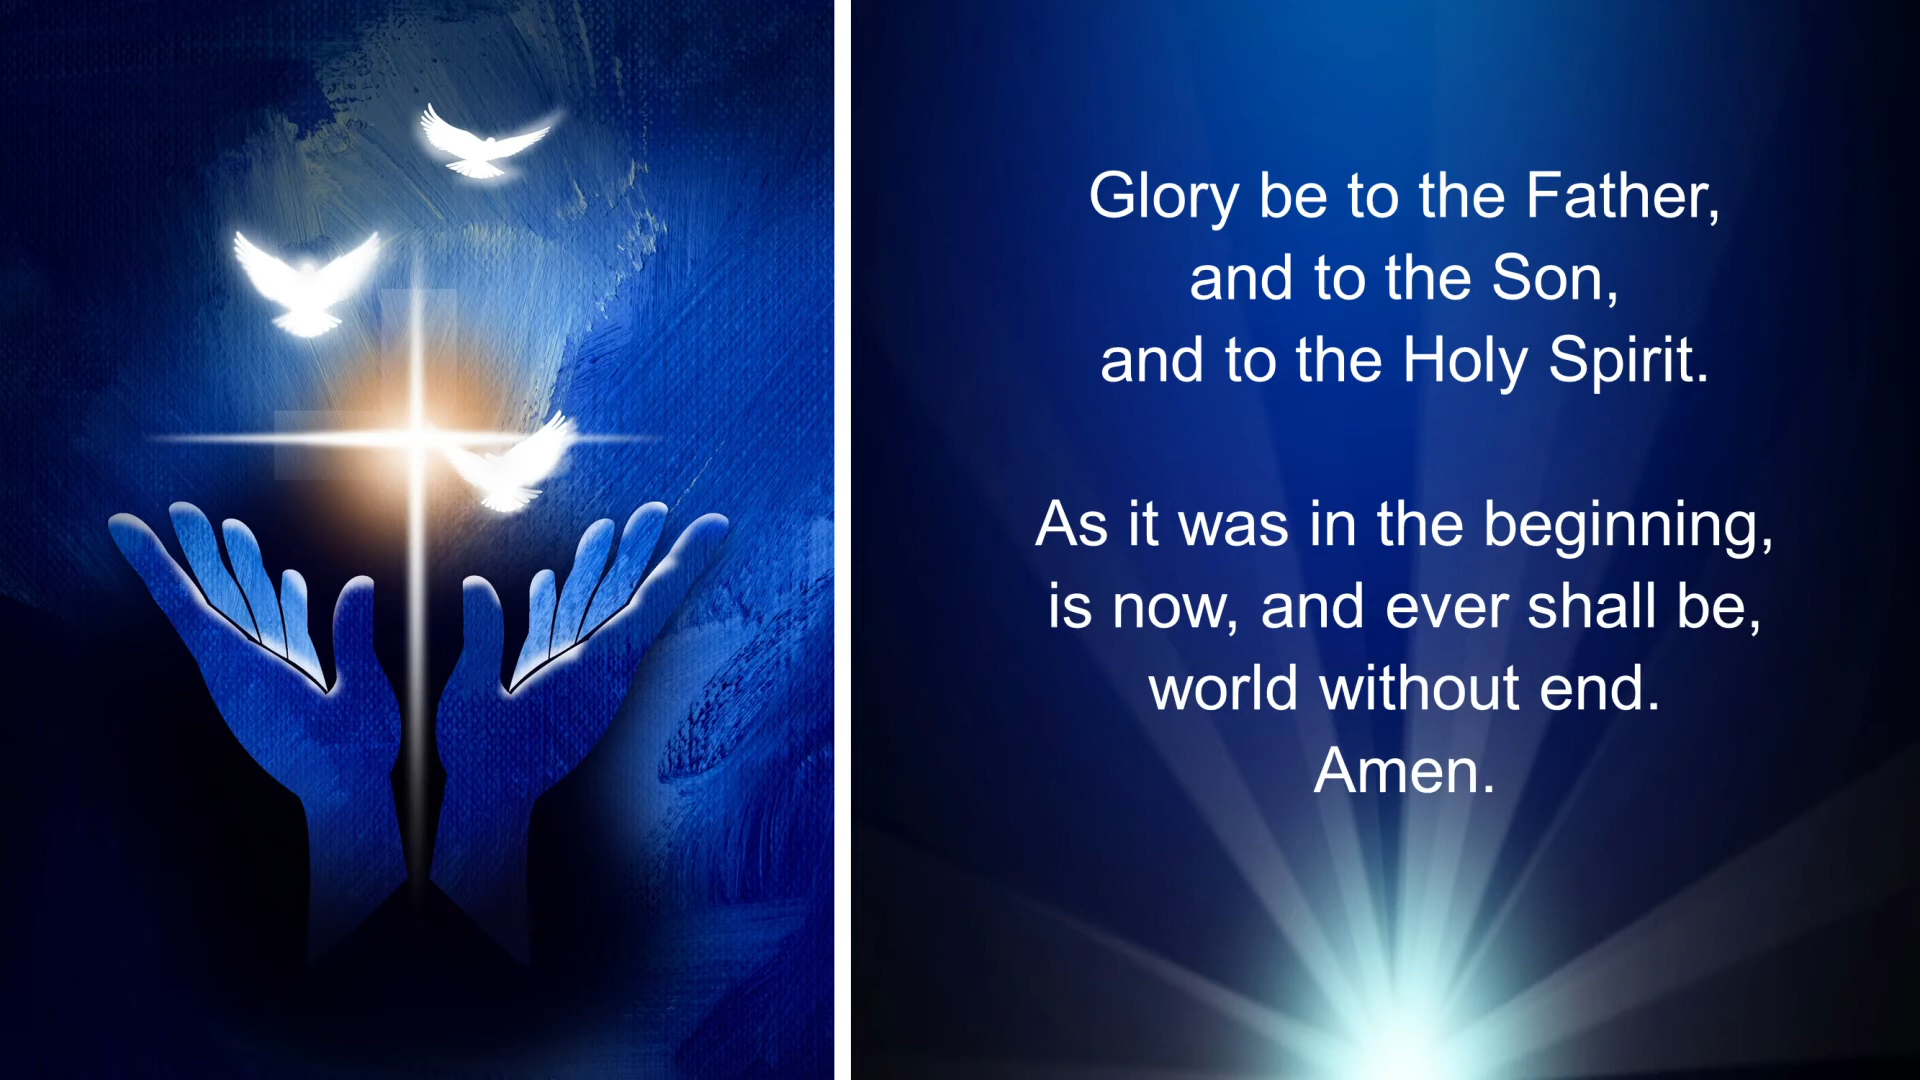 Glory be to the Father,
and to the Son,
and to the Holy Spirit.
As it was in the beginning,
is now, and ever shall be,
world without end.
Amen.